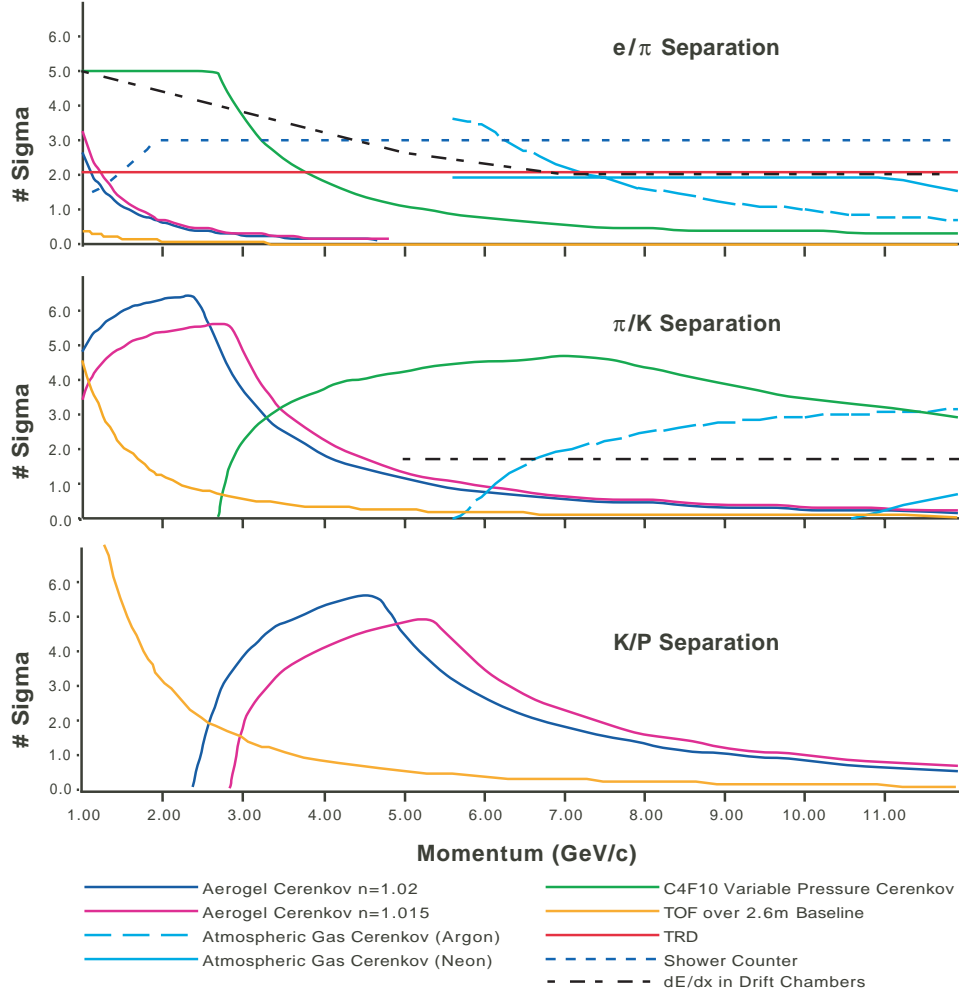 e/π Separation
# Sigma
6.0
5.0
4.0
3.0
2.0
1.0
0.0
π/K Separation
# Sigma
6.0
5.0
4.0
3.0
2.0
1.0
0.0
K/P Separation
# Sigma
6.0
5.0
4.0
3.0
2.0
1.0
0.0
1.00 2.00 3.00 4.00 5.00 6.00 7.00 8.00 9.00 10.00 11.00
Momentum (GeV/c)
Aerogel Cerenkov n=1.02
Aerogel Cerenkov n=1.015
Atmospheric Gas Cerenkov (Argon)
Atmospheric Gas Cerenkov (Neon)
C4F10 Variable Pressure Cerenkov
TOF over 2.6m Baseline
TRD
Shower Counter
dE/dx in Drift Chambers